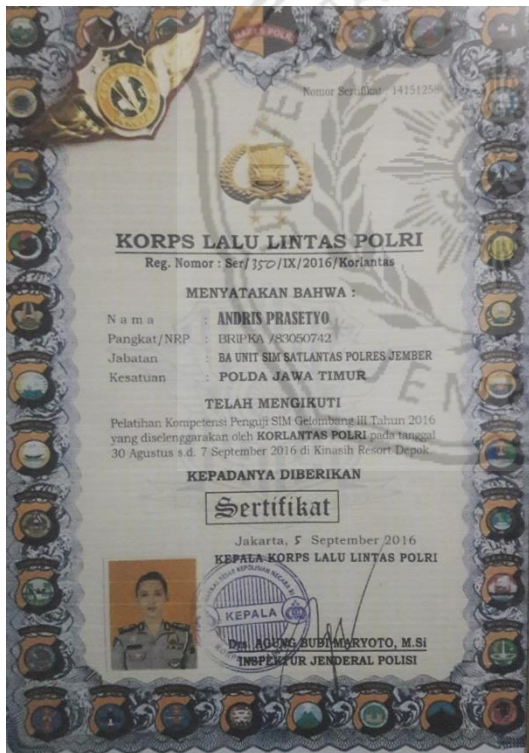 Nomor Sertifikat : 14151258
KORPS LALU LINTAS POLRI
Reg. Nomor : Ser/350/IX/2016/Korlantas
MENYATAKAN BAHWA :
N a m a : ANDRIS PRASETYO
Pangkat/NRP : BRIPKA /83050742
Jabatan : BA UNIT SIM SATLANTAS POLRES JEMBER
Kesatuan : POLDA JAWA TIMUR
TELAH MENGIKUTI
Pelatihan Kompetensi Penguji SIM Gelombang III Tahun 2016
yang diselenggarakan oleh KORLANTAS POLRI pada tanggal
30 Agustus s.d. 7 September 2016 di Kinasih Resort Depok
KEPADANYA DIBERIKAN
Sertifikat
Jakarta, 5 September 2016
KEPALA KORPS LALU LINTAS POLRI
KEPALA
Drs. AGUNG BUDI MARYOTO, M.Si
INSPEKTUR JENDERAL POLISI